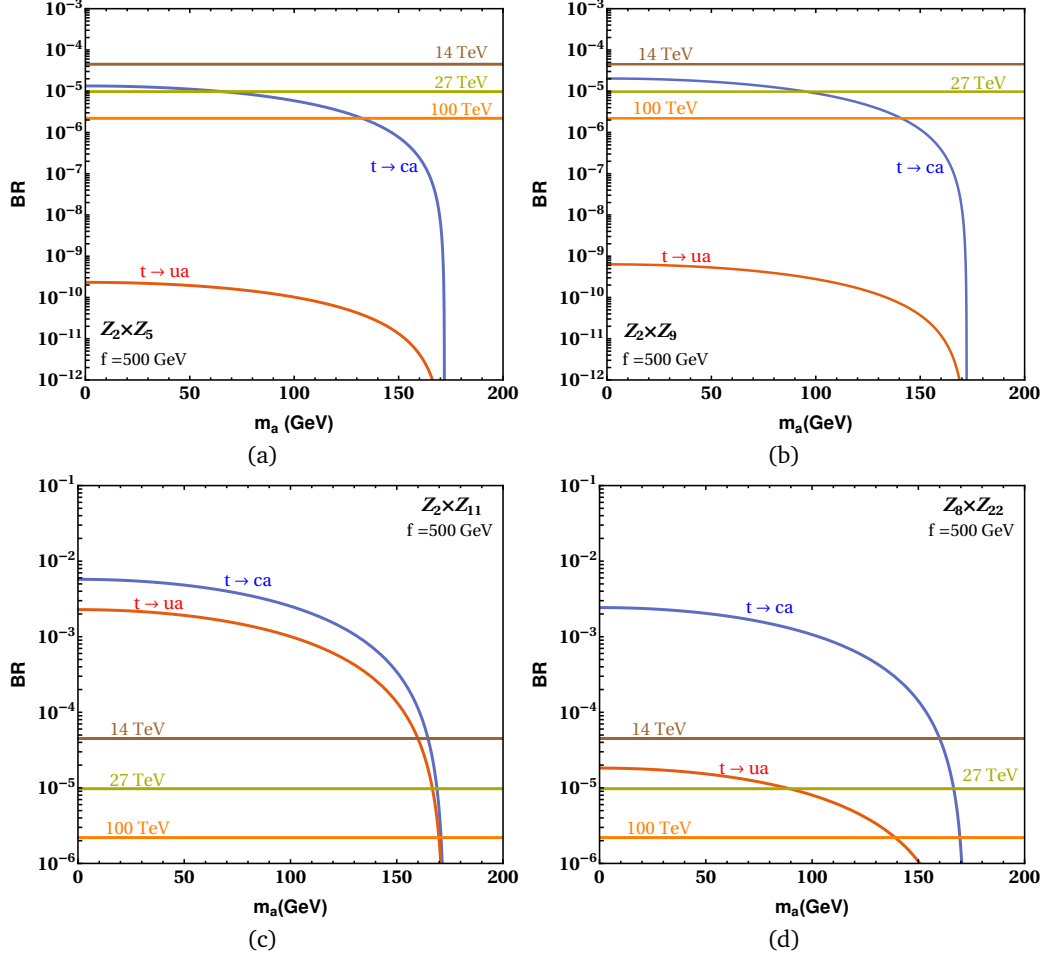 10⁻³
10⁻⁴
10⁻⁵
10⁻⁶
10⁻⁷
10⁻⁸
10⁻⁹
10⁻¹⁰
10⁻¹¹
10⁻¹²
BR
14 TeV
27 TeV
100 TeV
t → ca
t → ua
Z₂×Z₅
f =500 GeV
0 50 100 150 200
mₐ (GeV)
(a)
10⁻³
10⁻⁴
10⁻⁵
10⁻⁶
10⁻⁷
10⁻⁸
10⁻⁹
10⁻¹⁰
10⁻¹¹
10⁻¹²
BR
14 TeV
27 TeV
100 TeV
t → ca
t → ua
Z₂×Z₉
f =500 GeV
0 50 100 150 200
mₐ(GeV)
(b)
10⁻¹
10⁻²
10⁻³
10⁻⁴
10⁻⁵
10⁻⁶
BR
Z₂×Z₁₁
f =500 GeV
t → ca
t → ua
14 TeV
27 TeV
100 TeV
0 50 100 150 200
mₐ(GeV)
(c)
10⁻¹
10⁻²
10⁻³
10⁻⁴
10⁻⁵
10⁻⁶
BR
Z₈×Z₂₂
f =500 GeV
t → ca
14 TeV
t → ua
27 TeV
100 TeV
0 50 100 150 200
mₐ(GeV)
(d)